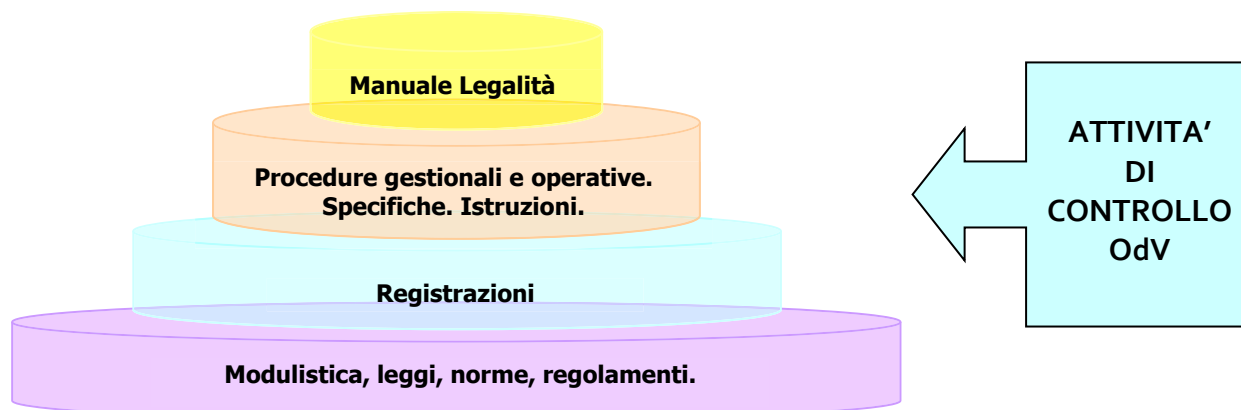 Manuale Legalità
Procedure gestionali e operative.
Specifiche. Istruzioni.
Registrazioni
Modulistica, leggi, norme, regolamenti.
ATTIVITA’
DI
CONTROLLO
OdV